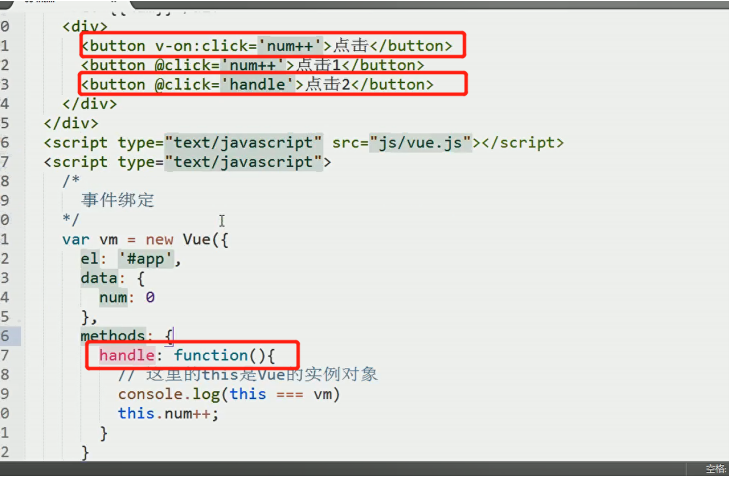 0 <div>
1 <button v-on:click='num++'>点击</button>
2 <button @click='num++'>点击1</button>
3 <button @click='handle'>点击2</button>
4 </div>
5 </div>
6 <script type="text/javascript" src="js/vue.js"></script>
7 <script type="text/javascript">
8 /*
9 事件绑定
0 */
1 var vm = new Vue({
2 el: '#app',
3 data: {
4 num: 0
5 },
6 methods: {
7 handle: function(){
8 // 这里的this是Vue的实例对象
9 console.log(this === vm)
0 this.num++;
1 }
2 }
空格: